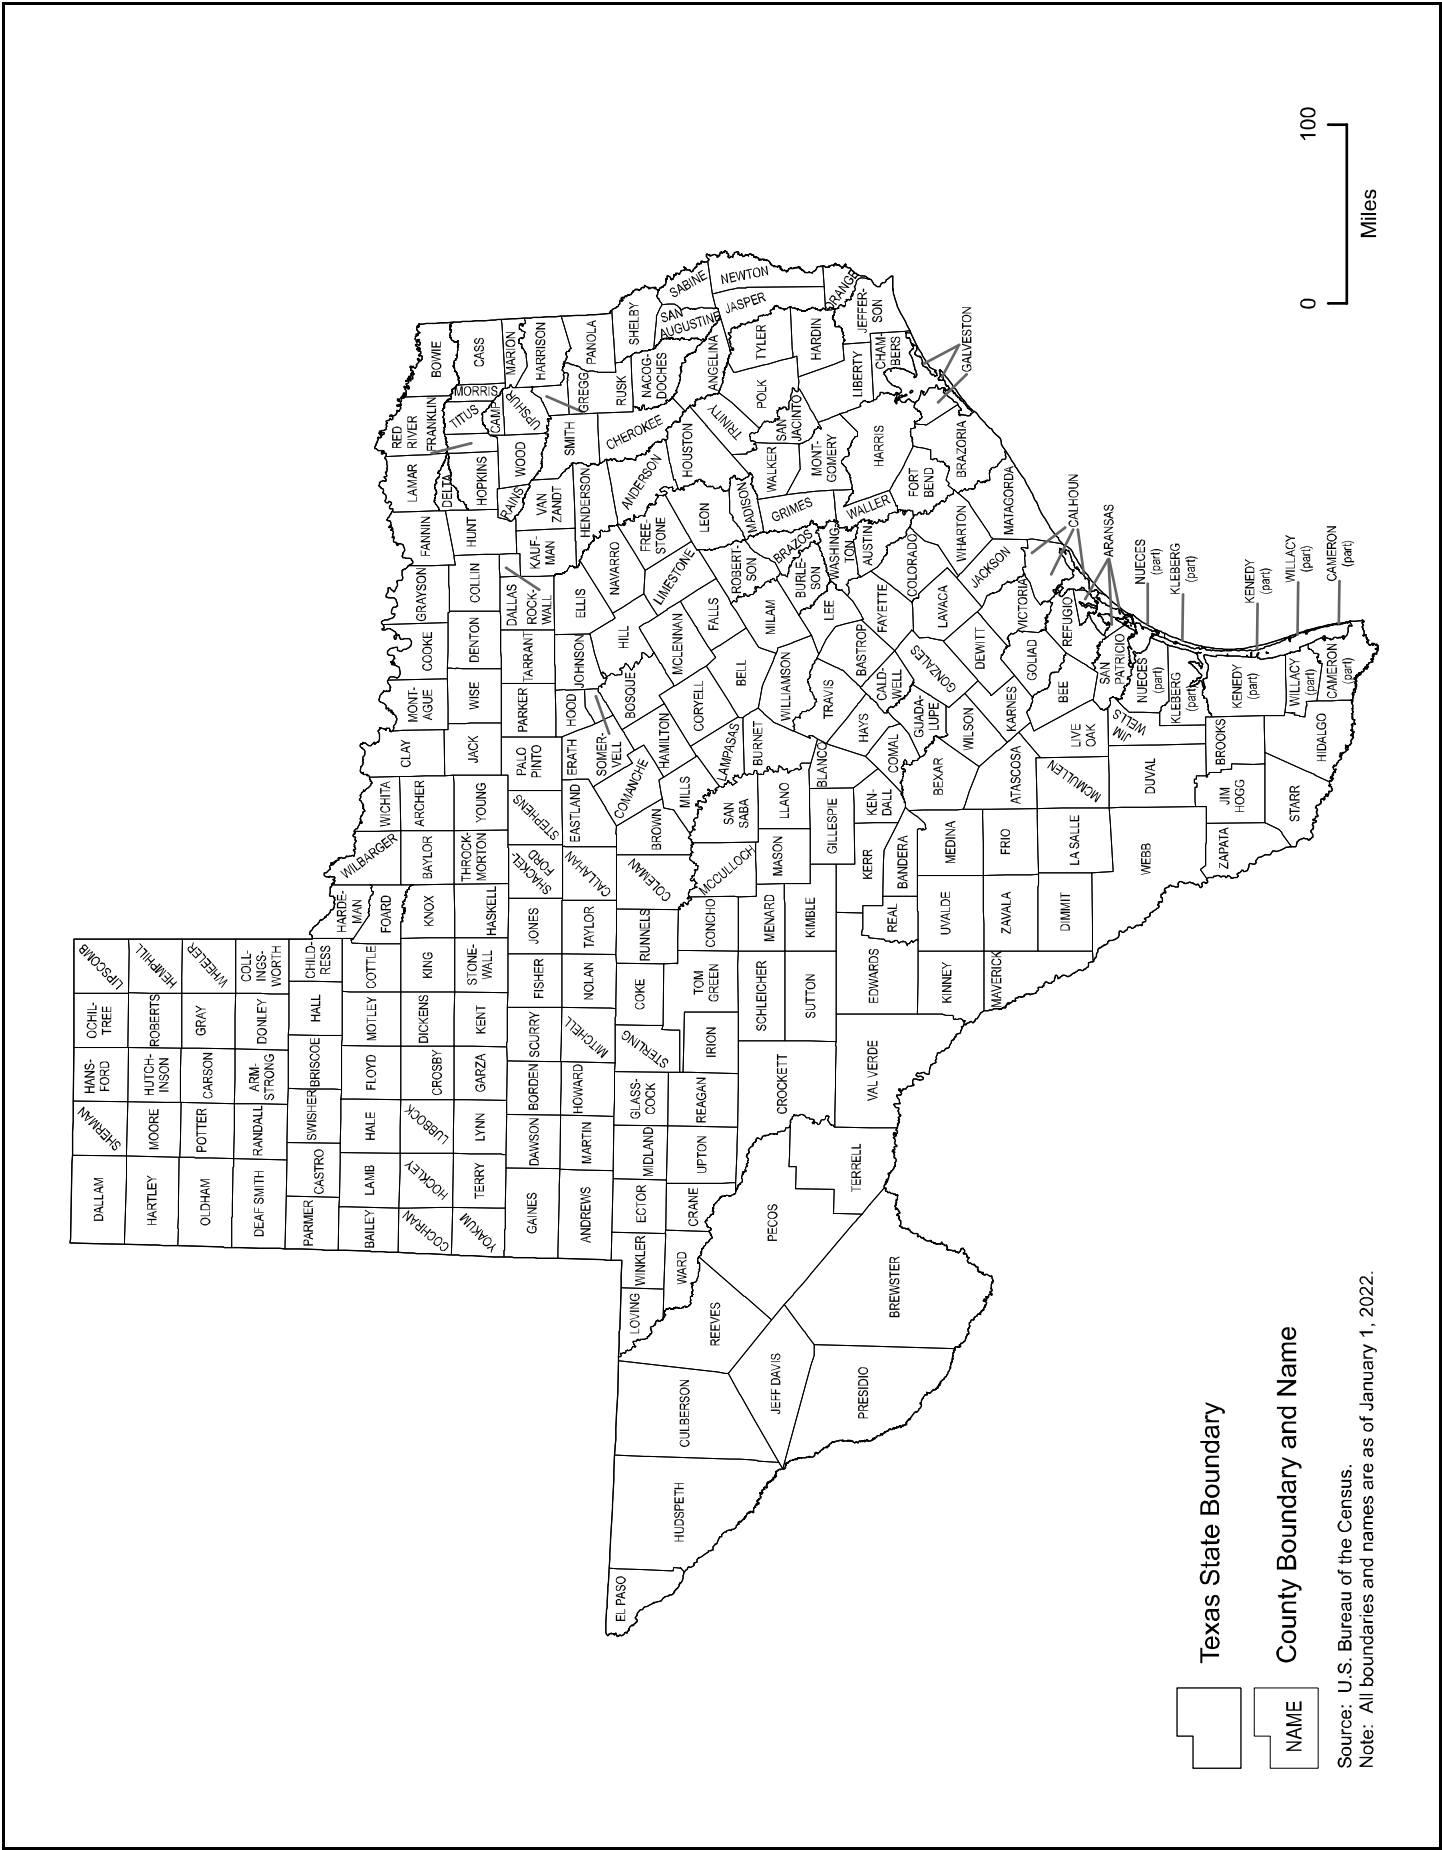 DALLAM
SHERMAN
HANS-
FORD
OCHIL-
TREE
LIPSCOMB
HARTLEY
MOORE
HUTCH-
INSON
ROBERTS
HEMPHILL
OLDHAM
POTTER
CARSON
GRAY
WHEELER
DEAF SMITH
RANDALL
ARM-
STRONG
DONLEY
COLL-
INGS-
WORTH
PARMER
CASTRO
SWISHER
BRISCOE
HALL
CHILD-
RESS
HARDE-
MAN
BAILEY
LAMB
HALE
FLOYD
MOTLEY
COTTLE
FOARD
WILBARGER
WICHITA
CLAY
MONT-
AGUE
COOKE
GRAYSON
FANNIN
LAMAR
RED
RIVER
BOWIE
COCHRAN
HOCKLEY
LUBBOCK
CROSBY
DICKENS
KING
KNOX
BAYLOR
ARCHER
YOAKUM
TERRY
LYNN
GARZA
KENT
STONE-
WALL
HASKELL
THROCK-
MORTON
YOUNG
JACK
WISE
DENTON
COLLIN
HUNT
DELTA
HOPKINS
FRANKLIN
TITUS
CAMP
MORRIS
CASS
MARION
GAINES
DAWSON
BORDEN
SCURRY
FISHER
JONES
SHACKEL-
FORD
STEPHENS
PALO
PINTO
PARKER
TARRANT
DALLAS
ROCK-
WALL
KAUF-
MAN
RAINS
VAN
ZANDT
WOOD
UPSHUR
HARRISON
ANDREWS
MARTIN
HOWARD
MITCHELL
NOLAN
TAYLOR
CALLAHAN
EASTLAND
ERATH
HOOD
SOMER-
VELL
JOHNSON
ELLIS
HENDERSON
SMITH
GREGG
PANOLA
EL PASO
HUDSPETH
CULBERSON
LOVING
WINKLER
ECTOR
MIDLAND
GLASS-
COCK
STERLING
COKE
RUNNELS
COLEMAN
BROWN
COMANCHE
HAMILTON
BOSQUE
HILL
NAVARRO
FREE-
STONE
ANDERSON
CHEROKEE
RUSK
SHELBY
REEVES
WARD
CRANE
UPTON
REAGAN
IRION
TOM
GREEN
CONCHO
MCCULLOCH
SAN
SABA
MILLS
LAMPASAS
CORYELL
MCLENNAN
LIMESTONE
FALLS
LEON
HOUSTON
NACOG-
DOCHES
SAN
AUGUSTINE
SABINE
JEFF DAVIS
PECOS
CROCKETT
SCHLEICHER
MENARD
MASON
LLANO
BURNET
BELL
MILAM
ROBERT-
SON
MADISON
TRINITY
ANGELINA
POLK
TYLER
JASPER
NEWTON
PRESIDIO
BREWSTER
TERRELL
VAL VERDE
SUTTON
KIMBLE
GILLESPIE
BLANCO
WILLIAMSON
TRAVIS
LEE
BURLE-
SON
BRAZOS
GRIMES
WALKER
SAN
JACINTO
HARDIN
ORANGE
EDWARDS
REAL
KERR
BANDERA
KEN-
DALL
HAYS
COMAL
CALD-
WELL
BASTROP
FAYETTE
WASHING
TON
AUSTIN
WALLER
MONT-
GOMERY
LIBERTY
JEFFER-
SON
CHAM-
BERS
HARRIS
KINNEY
UVALDE
MEDINA
BEXAR
GUADA-
LUPE
GONZALES
LAVACA
COLORADO
FORT
BEND
BRAZORIA
GALVESTON
MAVERICK
ZAVALA
FRIO
ATASCOSA
WILSON
KARNES
DEWITT
JACKSON
WHARTON
MATAGORDA
DIMMIT
LA SALLE
MCMULLEN
LIVE
OAK
BEE
GOLIAD
VICTORIA
REFUGIO
CALHOUN
ARANSAS
WEBB
DUVAL
JIM
WELLS
SAN
PATRICIO
NUECES
(part)
NUECES
(part)
KLEBERG
(part)
KLEBERG
(part)
ZAPATA
JIM
HOGG
BROOKS
KENEDY
(part)
KENEDY
(part)
STARR
HIDALGO
WILLACY
(part)
WILLACY
(part)
CAMERON
(part)
CAMERON
(part)
Texas State Boundary
NAME
County Boundary and Name
0
100
Miles
Source: U.S. Bureau of the Census.
Note: All boundaries and names are as of January 1, 2022.